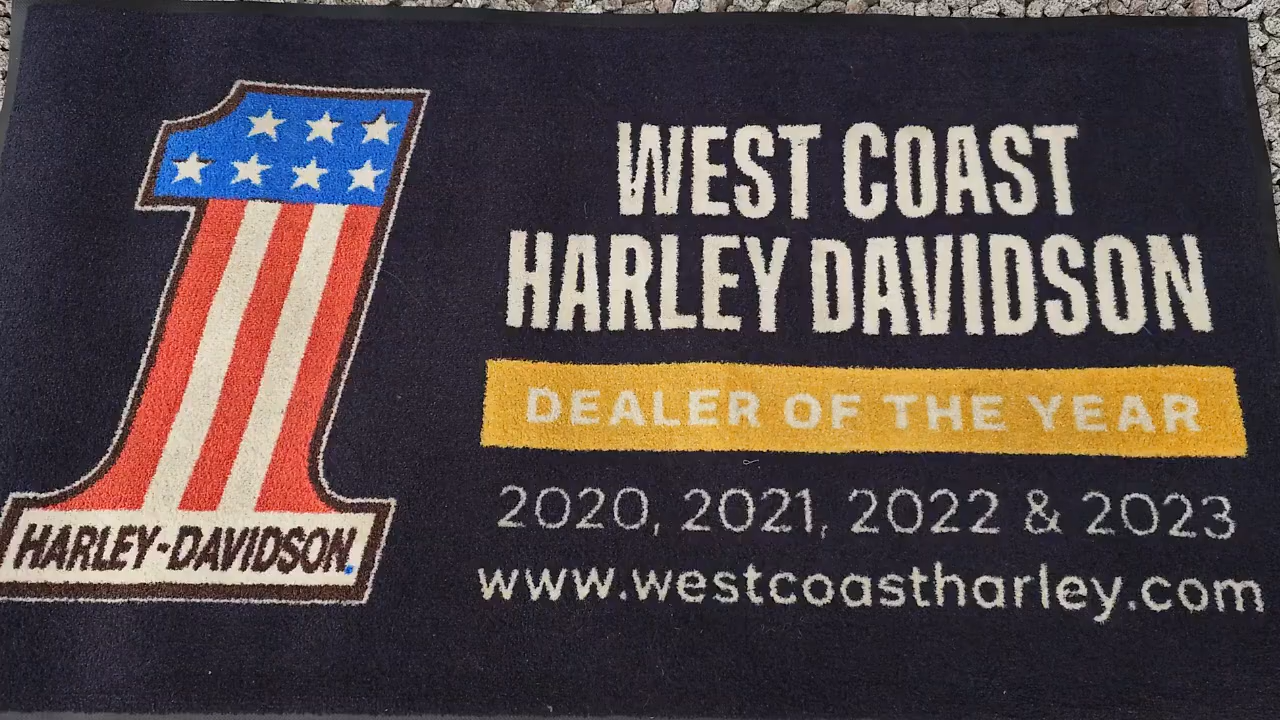 HARLEY-DAVIDSON.
WEST COAST
HARLEY DAVIDSON
DEALER OF THE YEAR
2020, 2021, 2022 & 2023
www.westcoastharley.com